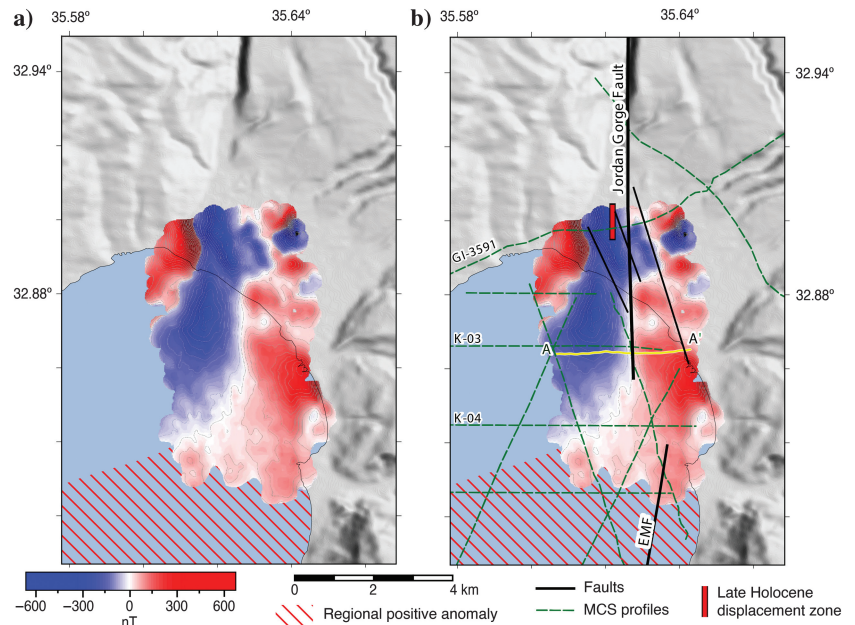 a)
35.58º
35.64º
b)
35.58º
35.64º
32.94º
32.94º
Jordan Gorge Fault
GI-3591
32.88º
32.88º
K-03
A
A'
K-04
EMF
−600 −300 0 300 600
nT
0 2 4 km
Regional positive anomaly
Faults
MCS profiles
Late Holocene
displacement zone